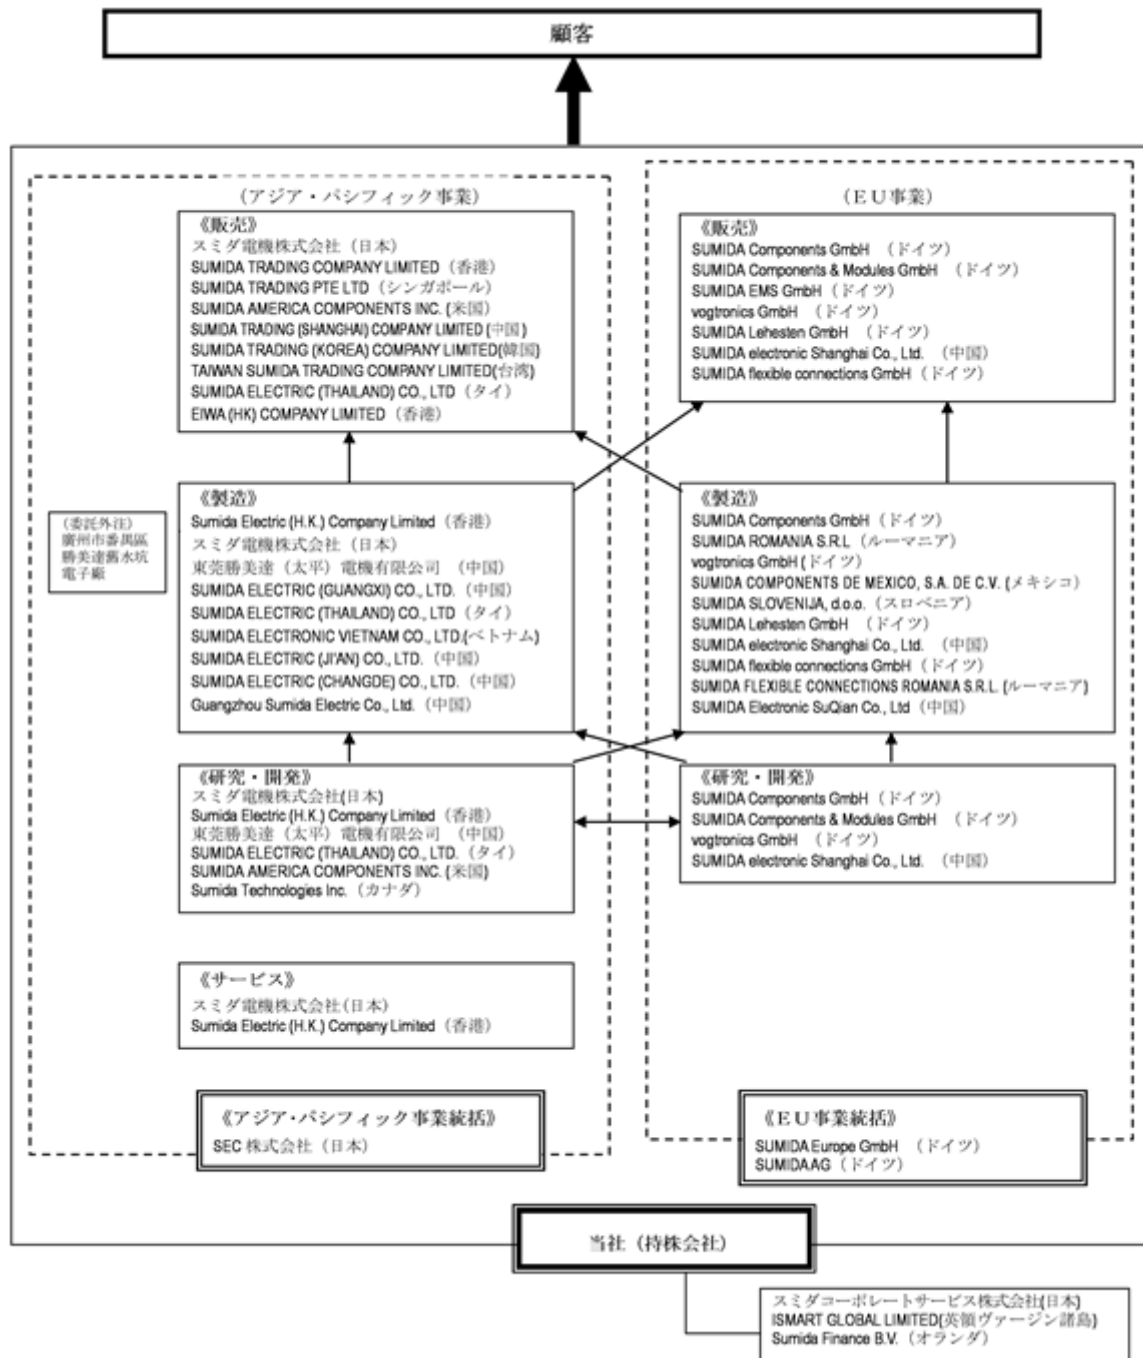 顧客
(アジア・パシフィック事業)
《販売》
スミダ電機株式会社(日本)
SUMIDA TRADING COMPANY LIMITED(香港)
SUMIDA TRADING PTE LTD(シンガポール)
SUMIDA AMERICA COMPONENTS INC.(米国)
SUMIDA TRADING (SHANGHAI) COMPANY LIMITED (中国)
SUMIDA TRADING (KOREA) COMPANY LIMITED(韓国)
TAIWAN SUMIDA TRADING COMPANY LIMITED(台湾)
SUMIDA ELECTRIC (THAILAND) CO., LTD(タイ)
EIWA (HK) COMPANY LIMITED(香港)
(委託外注)
廣州市番禺區
勝美達舊水坑
電子廠
《製造》
Sumida Electric (H.K.) Company Limited(香港)
スミダ電機株式会社(日本)
東莞勝美達(太平)電機有限公司 (中国)
SUMIDA ELECTRIC (GUANGXI) CO., LTD.(中国)
SUMIDA ELECTRIC (THAILAND) CO., LTD(タイ)
SUMIDA ELECTRONIC VIETNAM CO., LTD.(ベトナム)
SUMIDA ELECTRIC (JI'AN) CO., LTD.(中国)
SUMIDA ELECTRIC (CHANGDE) CO., LTD.(中国)
Guangzhou Sumida Electric Co., Ltd.(中国)
《研究・開発》
スミダ電機株式会社(日本)
Sumida Electric (H.K.) Company Limited(香港)
東莞勝美達(太平)電機有限公司 (中国)
SUMIDA ELECTRIC (THAILAND) CO., LTD.(タイ)
SUMIDA AMERICA COMPONENTS INC.(米国)
Sumida Technologies Inc.(カナダ)
《サービス》
スミダ電機株式会社(日本)
Sumida Electric (H.K.) Company Limited(香港)
《アジア・パシフィック事業統括》
SEC 株式会社(日本)
(EU事業)
《販売》
SUMIDA Components GmbH (ドイツ)
SUMIDA Components & Modules GmbH (ドイツ)
SUMIDA EMS GmbH(ドイツ)
vogtronics GmbH (ドイツ)
SUMIDA Lehesten GmbH(ドイツ)
SUMIDA electronic Shanghai Co., Ltd. (中国)
SUMIDA flexible connections GmbH(ドイツ)
《製造》
SUMIDA Components GmbH(ドイツ)
SUMIDA ROMANIA S.R.L(ルーマニア)
vogtronics GmbH(ドイツ)
SUMIDA COMPONENTS DE MEXICO, S.A. DE C.V.(メキシコ)
SUMIDA SLOVENIJA, d.o.o.(スロベニア)
SUMIDA Lehesten GmbH(ドイツ)
SUMIDA electronic Shanghai Co., Ltd. (中国)
SUMIDA flexible connections GmbH(ドイツ)
SUMIDA FLEXIBLE CONNECTIONS ROMANIA S.R.L.(ルーマニア)
SUMIDA Electronic SuQian Co., Ltd(中国)
《研究・開発》
SUMIDA Components GmbH(ドイツ)
SUMIDA Components & Modules GmbH (ドイツ)
vogtronics GmbH (ドイツ)
SUMIDA electronic Shanghai Co., Ltd. (中国)
《EU事業統括》
SUMIDA Europe GmbH (ドイツ)
SUMIDA AG(ドイツ)
当社(持株会社)
スミダコーポレートサービス株式会社(日本)
ISMART GLOBAL LIMITED(英領ヴァージン諸島)
Sumida Finance B.V.(オランダ)